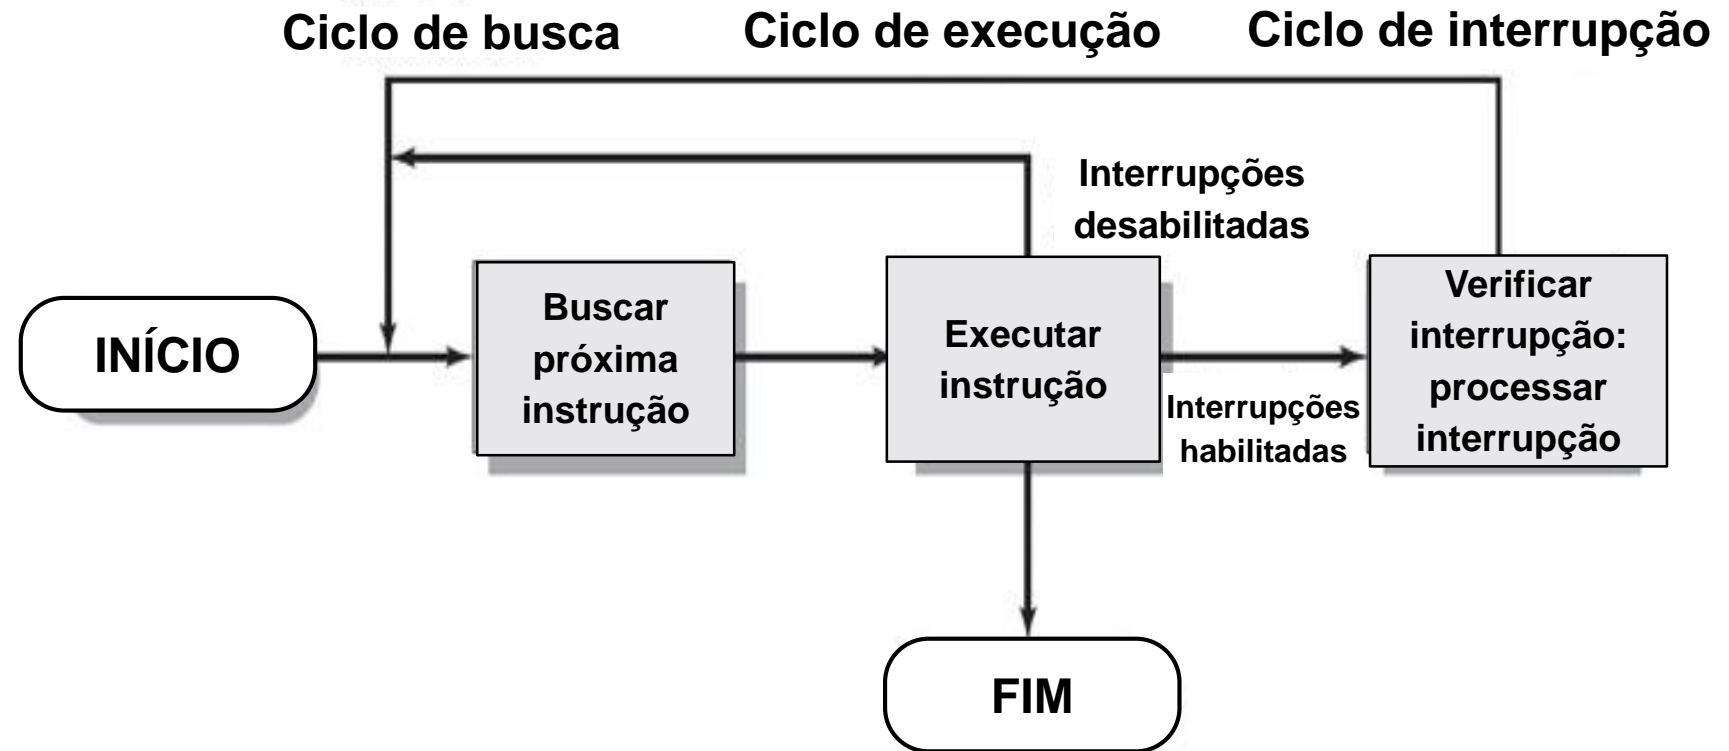 Ciclo de busca
Ciclo de execução
Ciclo de interrupção
Interrupções
desabilitadas
INÍCIO
Buscar
próxima
instrução
Executar
instrução
Interrupções
habilitadas
Verificar
interrupção:
processar
interrupção
FIM